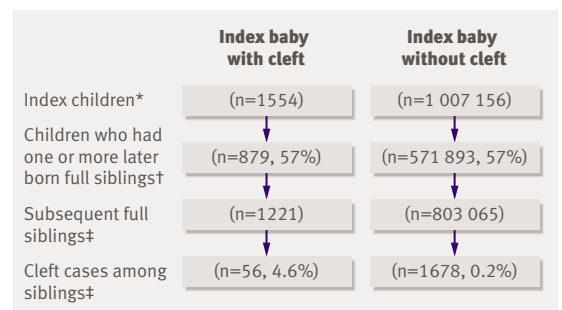 Index baby
with cleft
Index baby
without cleft
Index children*
(n=1554)
(n=1 007 156)
Children who had
one or more later
born full siblings†
(n=879, 57%)
(n=571 893, 57%)
Subsequent full
siblings‡
(n=1221)
(n=803 065)
Cleft cases among
siblings‡
(n=56, 4.6%)
(n=1678, 0.2%)